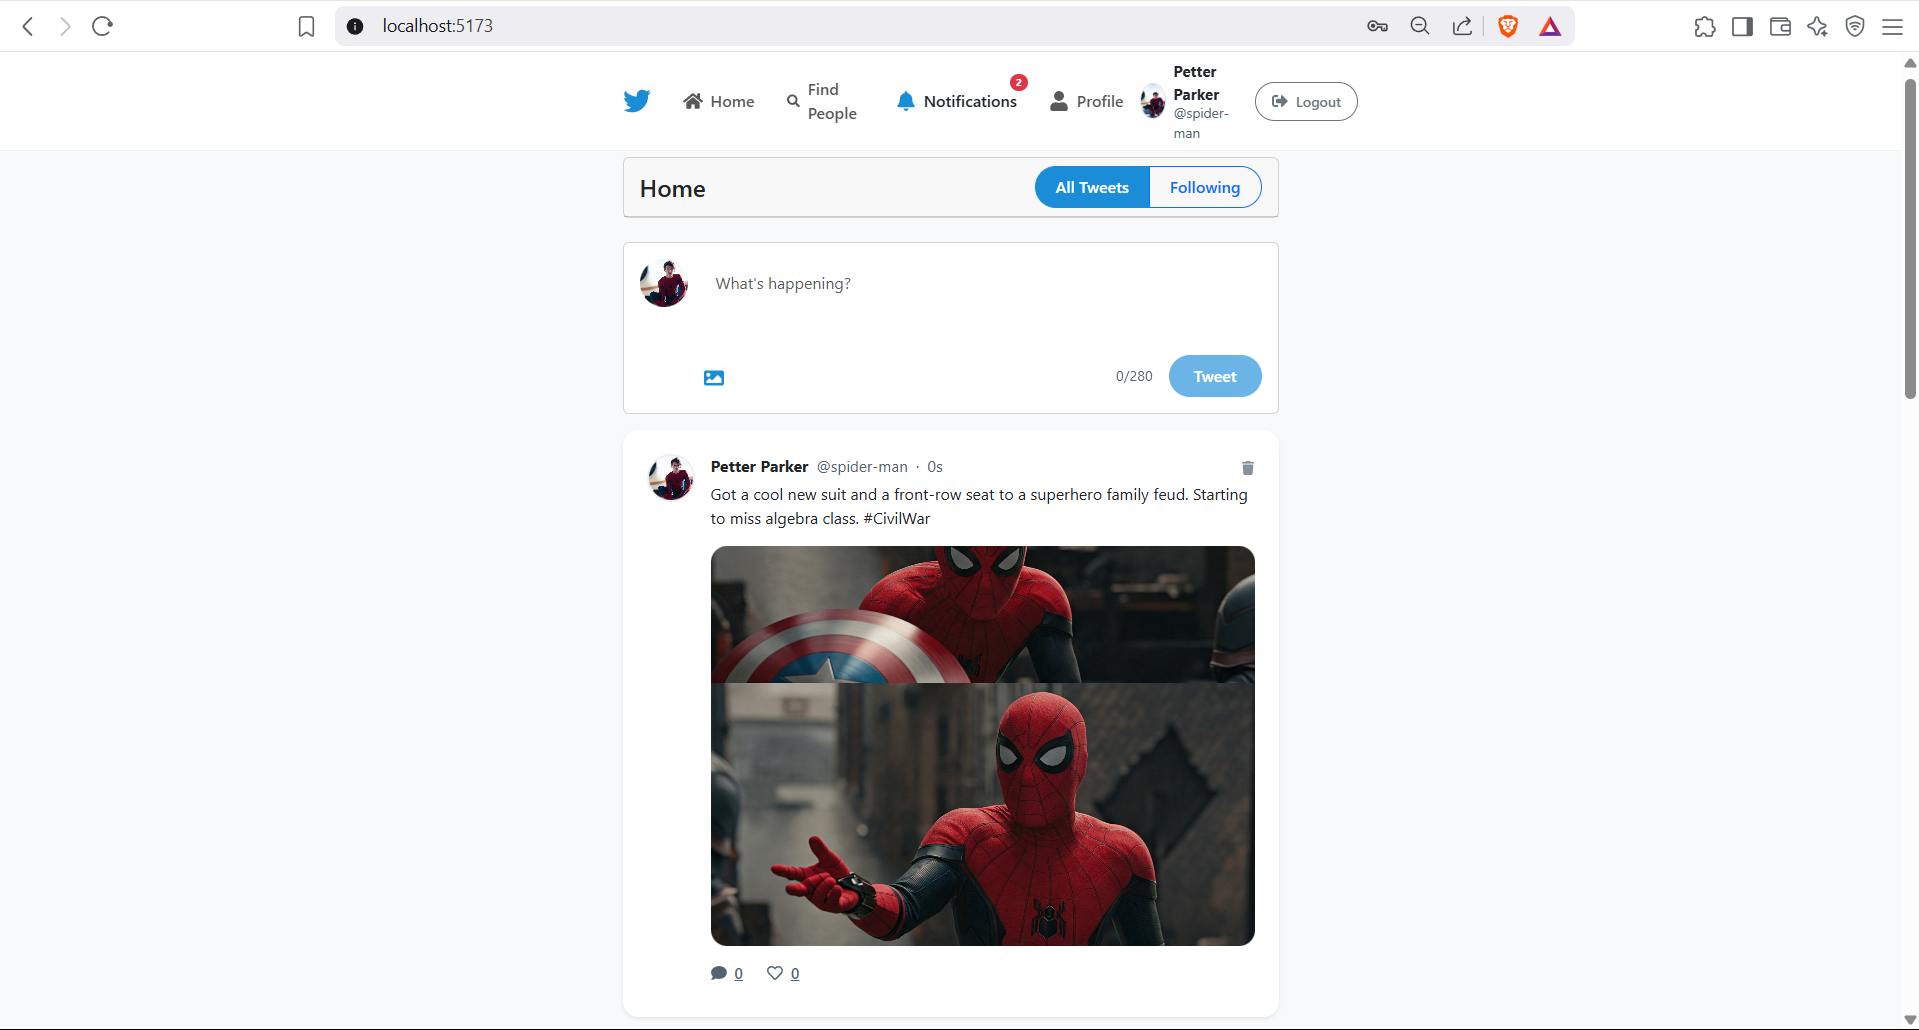 localhost:5173
Home
Find
People
Notifications
2
Profile
Petter
Parker
@spider-
man
Logout
Home
All Tweets
Following
What's happening?
0/280
Tweet
Petter Parker @spider-man · 0s
Got a cool new suit and a front-row seat to a superhero family feud. Starting
to miss algebra class. #CivilWar
0
0